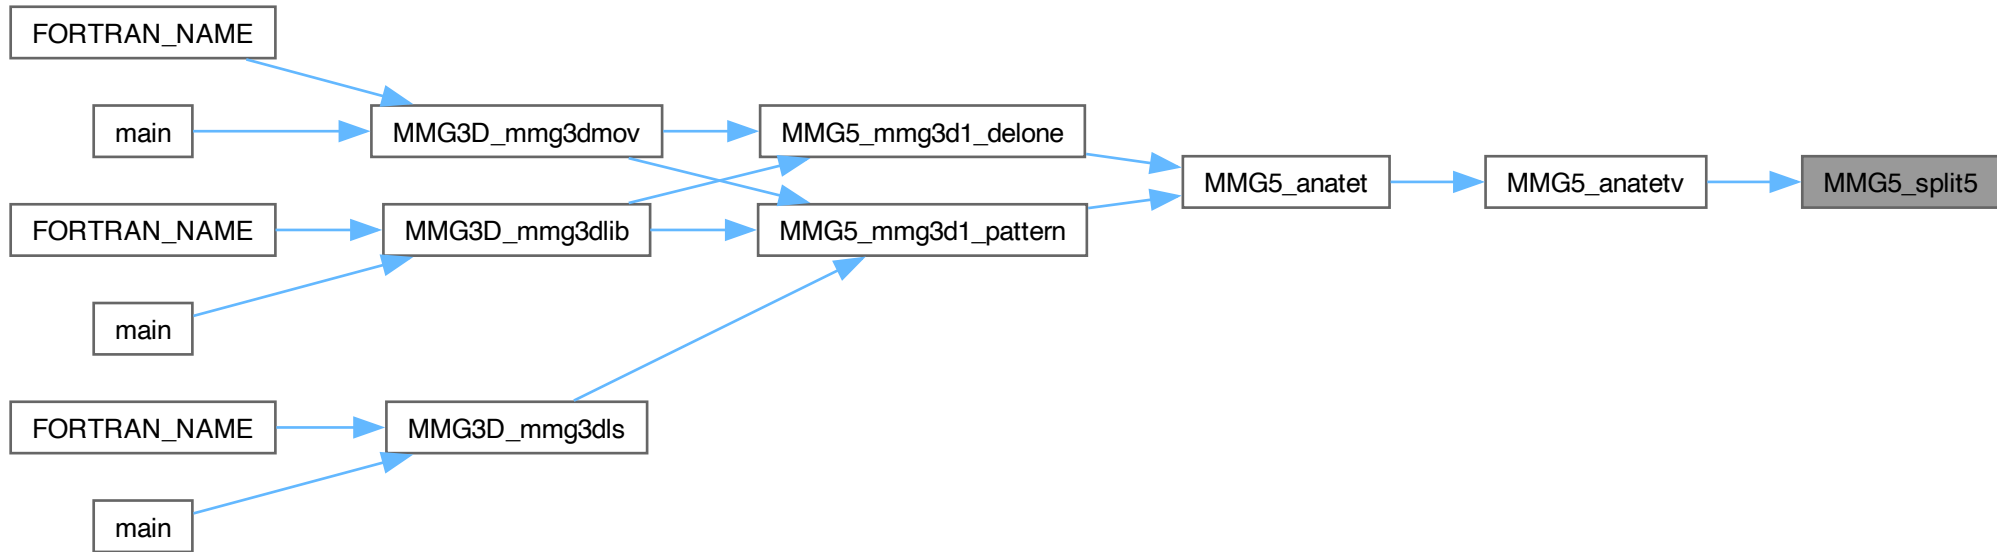 FORTRAN_NAME
main
MMG3D_mmg3dmov
MMG5_mmg3d1_delone
MMG5_anatet
MMG5_anatetv
MMG5_split5
FORTRAN_NAME
MMG3D_mmg3dlib
MMG5_mmg3d1_pattern
main
FORTRAN_NAME
MMG3D_mmg3dls
main